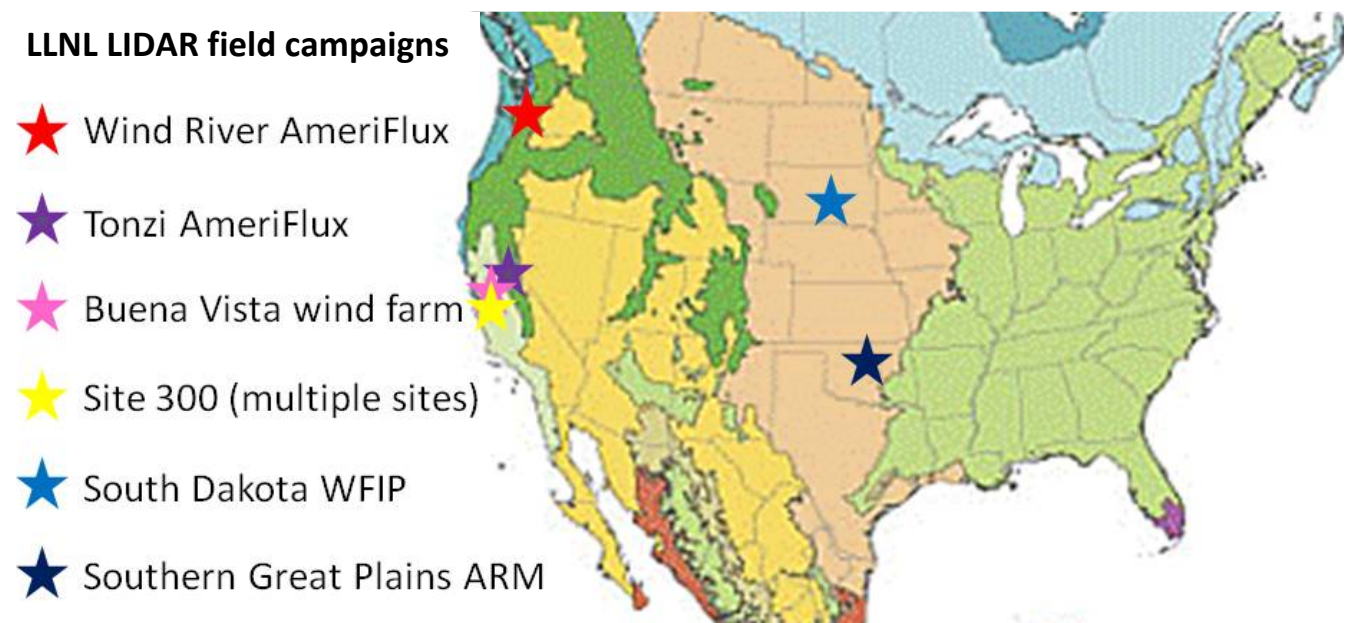 LLNL LIDAR field campaigns
Wind River AmeriFlux
Tonzi AmeriFlux
Buena Vista wind farm
Site 300 (multiple sites)
South Dakota WFIP
Southern Great Plains ARM